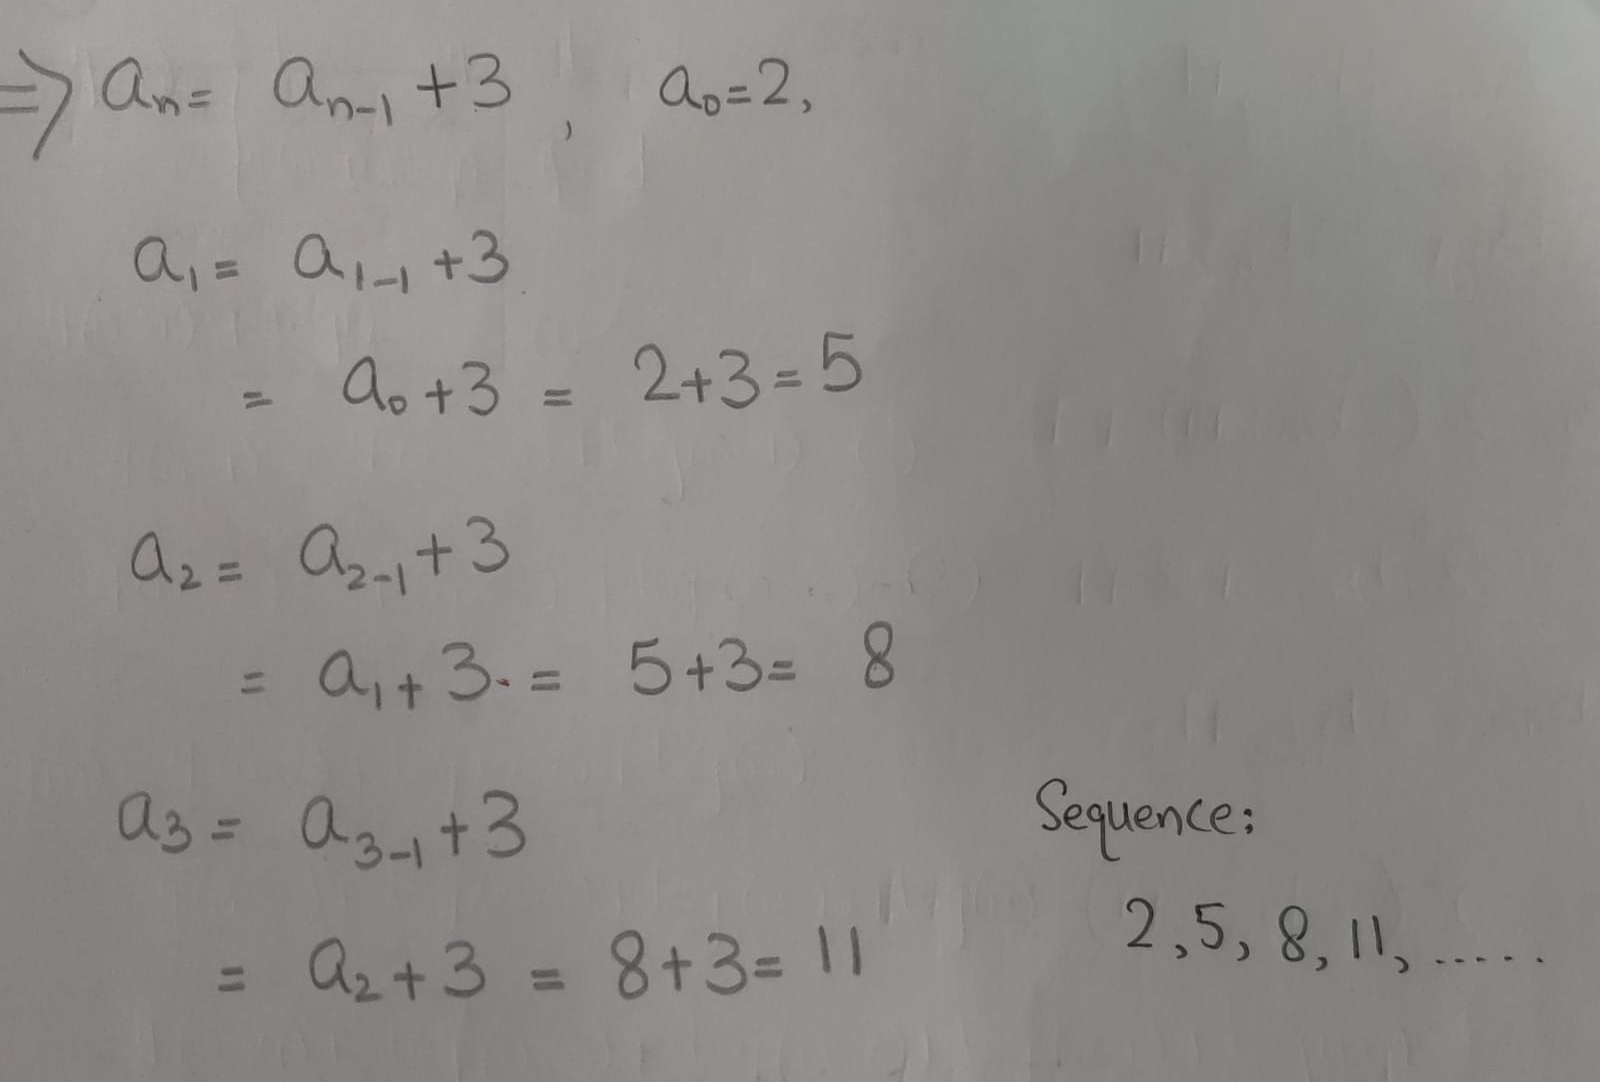 ⇒ aₙ = aₙ₋₁ + 3 , a₀ = 2,
a₁ = a₁₋₁ + 3
= a₀ + 3 = 2 + 3 = 5
a₂ = a₂₋₁ + 3
= a₁ + 3 = 5 + 3 = 8
a₃ = a₃₋₁ + 3
= a₂ + 3 = 8 + 3 = 11
Sequence:
2, 5, 8, 11, .....